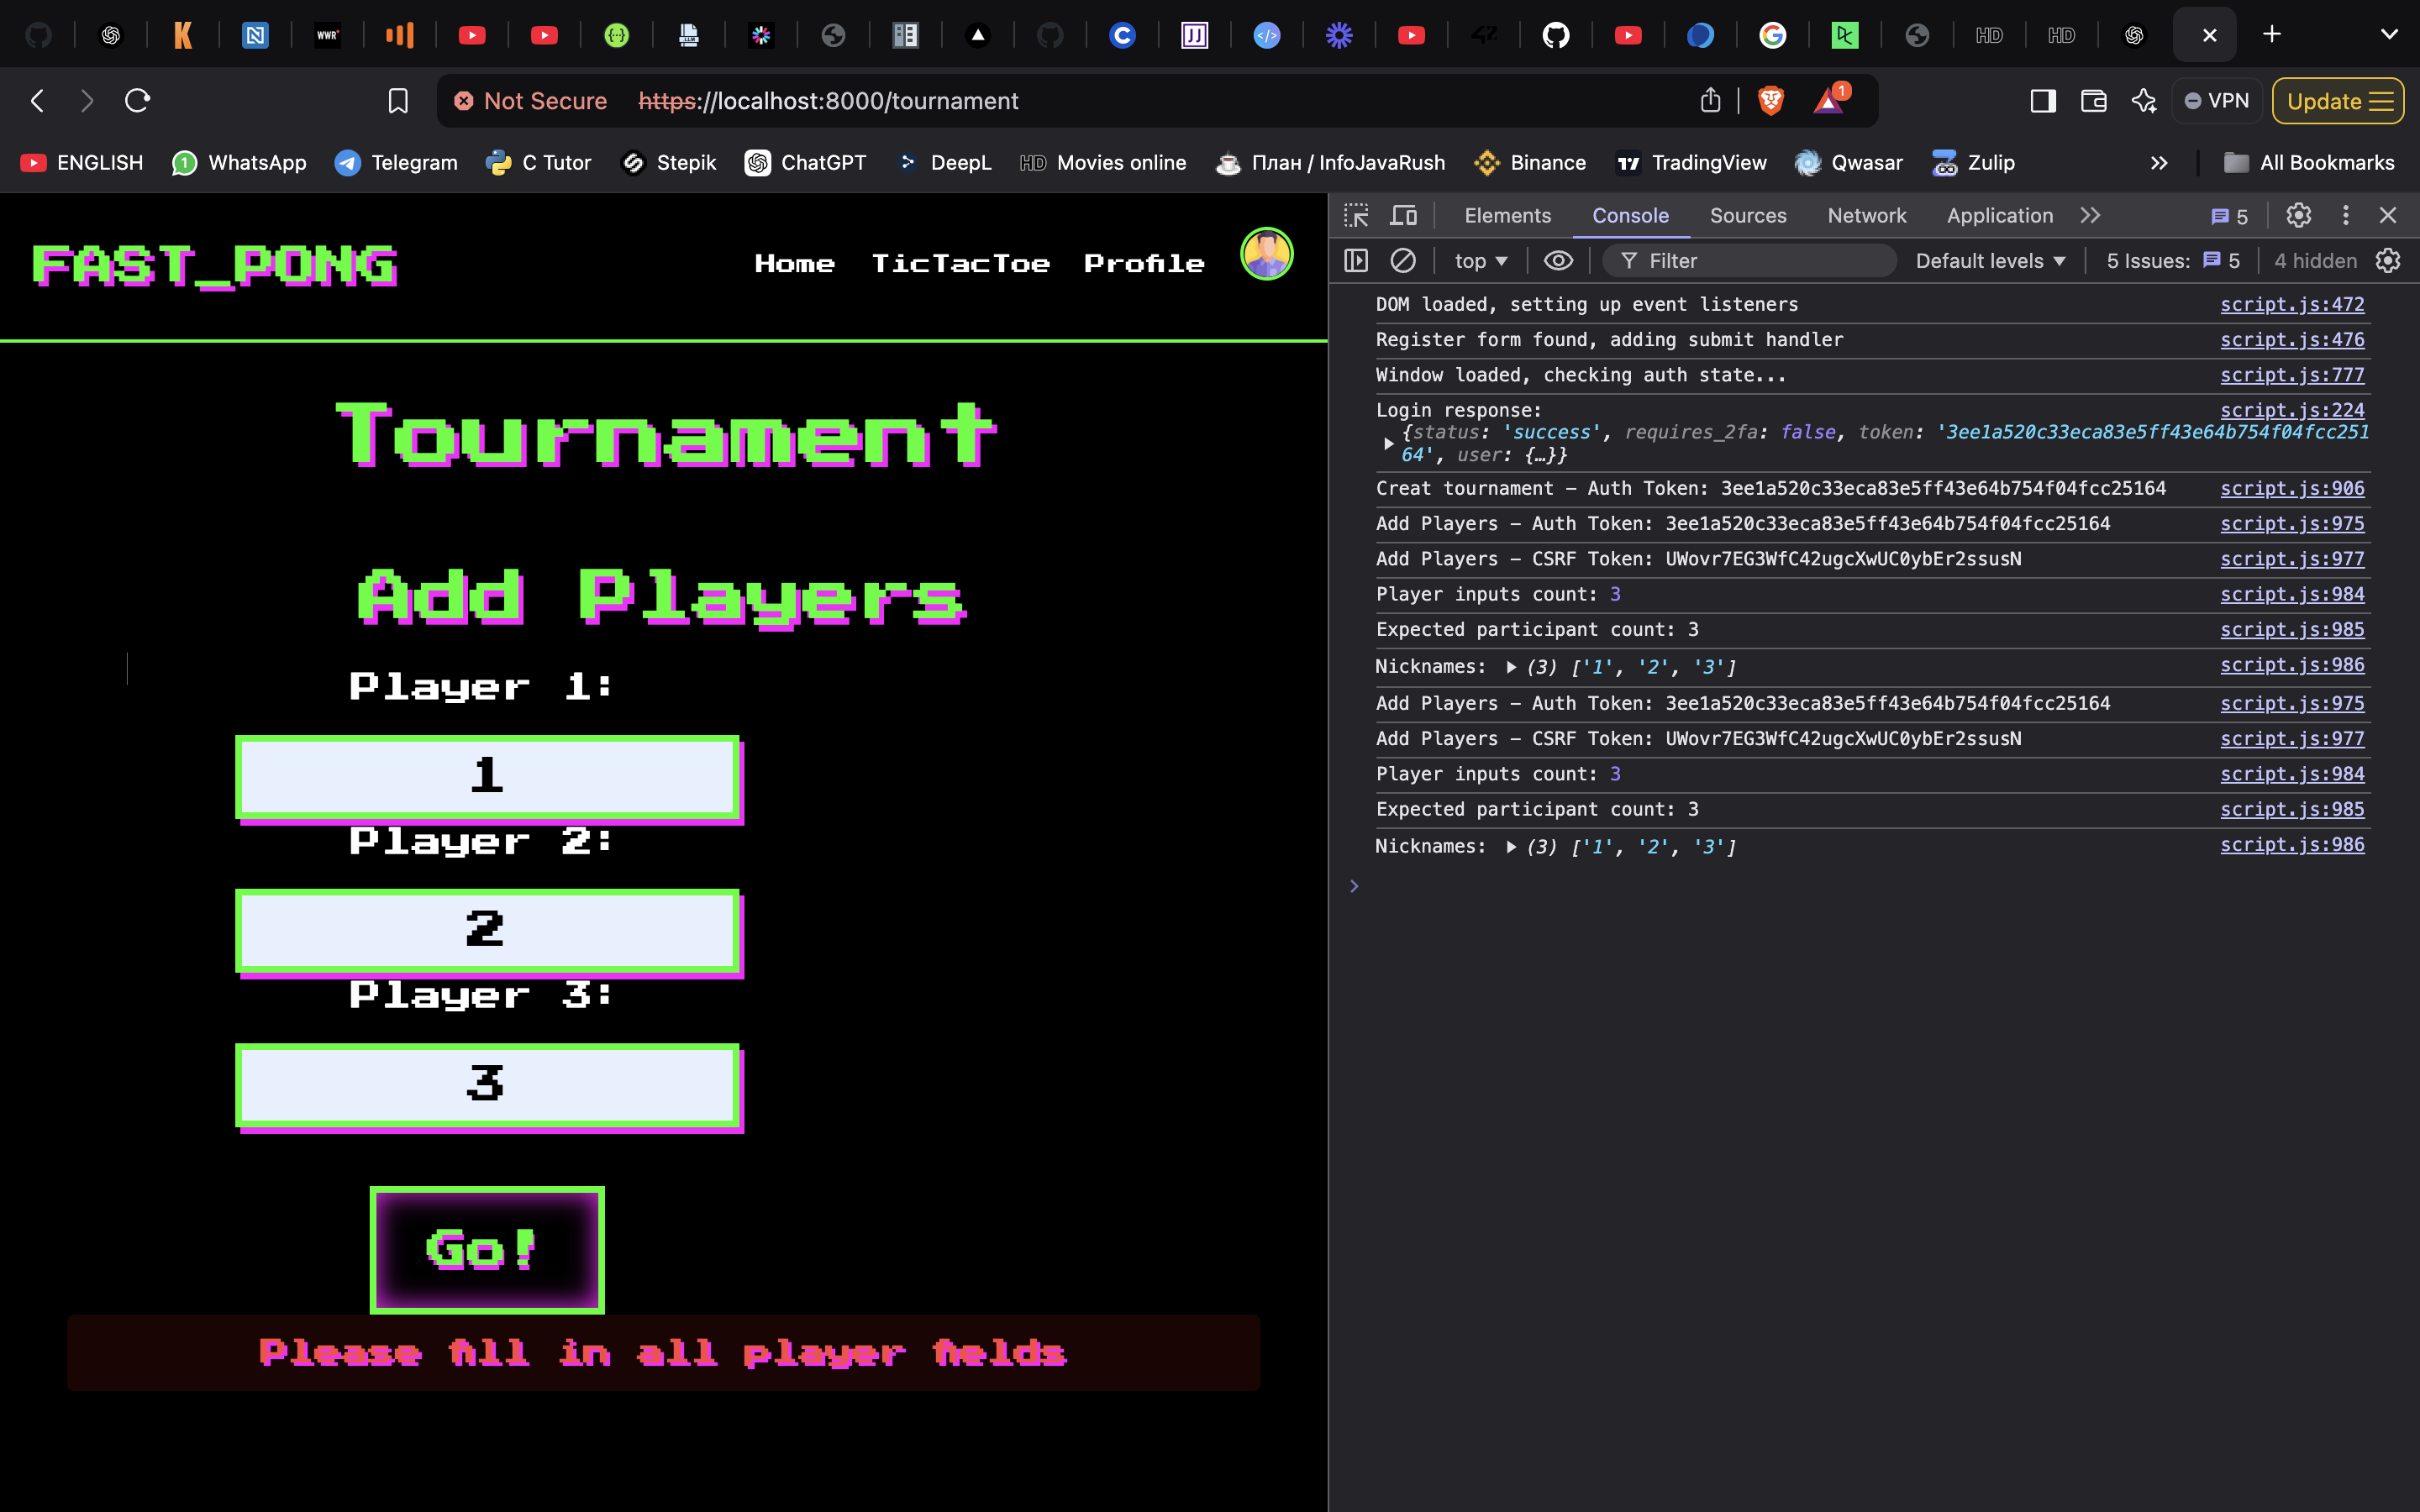 WWR
JJ
HD
HD
Not Secure https://localhost:8000/tournament
1
VPN
Update
ENGLISH WhatsApp Telegram C Tutor Stepik ChatGPT DeepL HD Movies online План / InfoJavaRush Binance TradingView Qwasar Zulip All Bookmarks
FAST_PONG
Home TicTacToe Profile
Tournament
Add Players
Player 1:
1
Player 2:
2
Player 3:
3
Go!
Please fill in all player fields
Elements Console Sources Network Application 5
top Filter Default levels 5 Issues: 5 4 hidden
DOM loaded, setting up event listeners script.js:472
Register form found, adding submit handler script.js:476
Window loaded, checking auth state... script.js:777
Login response: script.js:224
{status: 'success', requires_2fa: false, token: '3ee1a520c33eca83e5ff43e64b754f04fcc251
64', user: {…}}
Creat tournament – Auth Token: 3ee1a520c33eca83e5ff43e64b754f04fcc25164 script.js:906
Add Players – Auth Token: 3ee1a520c33eca83e5ff43e64b754f04fcc25164 script.js:975
Add Players – CSRF Token: UWovr7EG3WfC42ugcXwUC0ybEr2ssusN script.js:977
Player inputs count: 3 script.js:984
Expected participant count: 3 script.js:985
Nicknames: (3) ['1', '2', '3'] script.js:986
Add Players – Auth Token: 3ee1a520c33eca83e5ff43e64b754f04fcc25164 script.js:975
Add Players – CSRF Token: UWovr7EG3WfC42ugcXwUC0ybEr2ssusN script.js:977
Player inputs count: 3 script.js:984
Expected participant count: 3 script.js:985
Nicknames: (3) ['1', '2', '3'] script.js:986